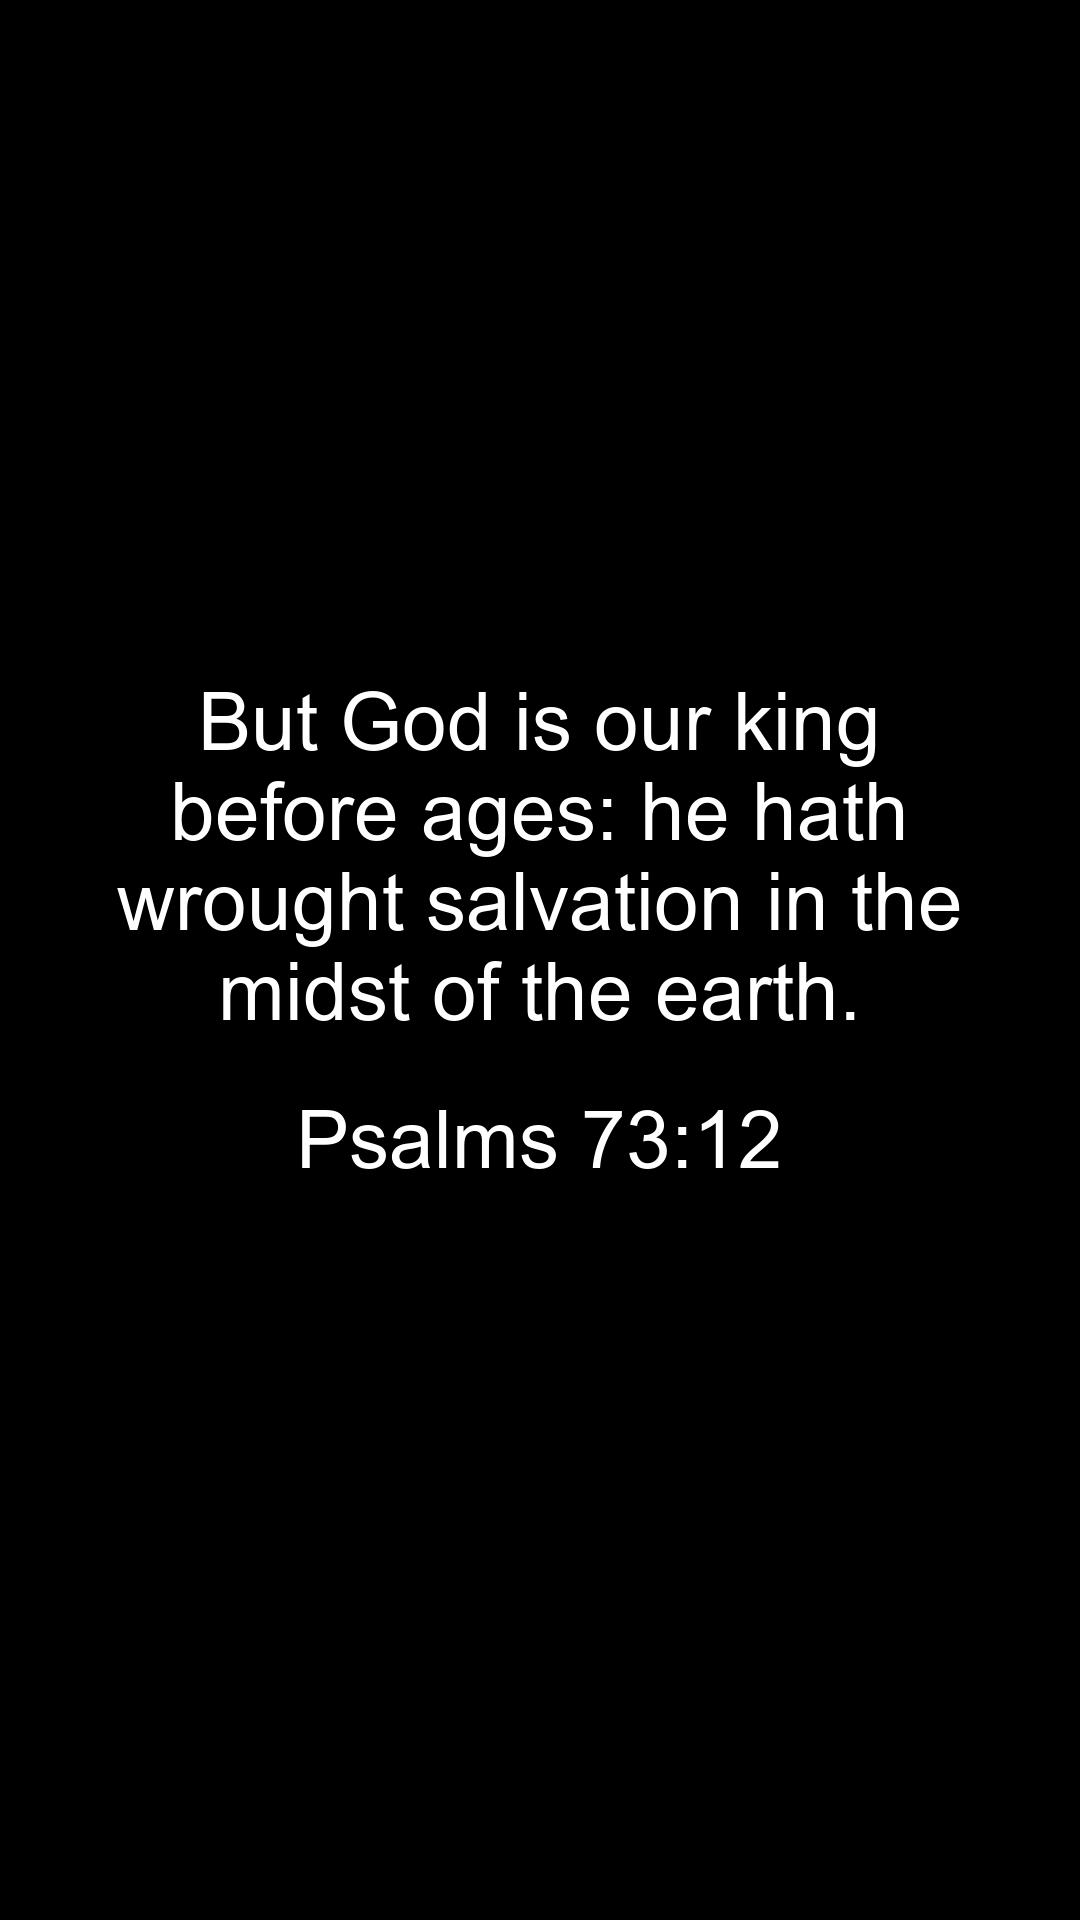 But God is our king
before ages: he hath
wrought salvation in the
midst of the earth.
Psalms 73:12